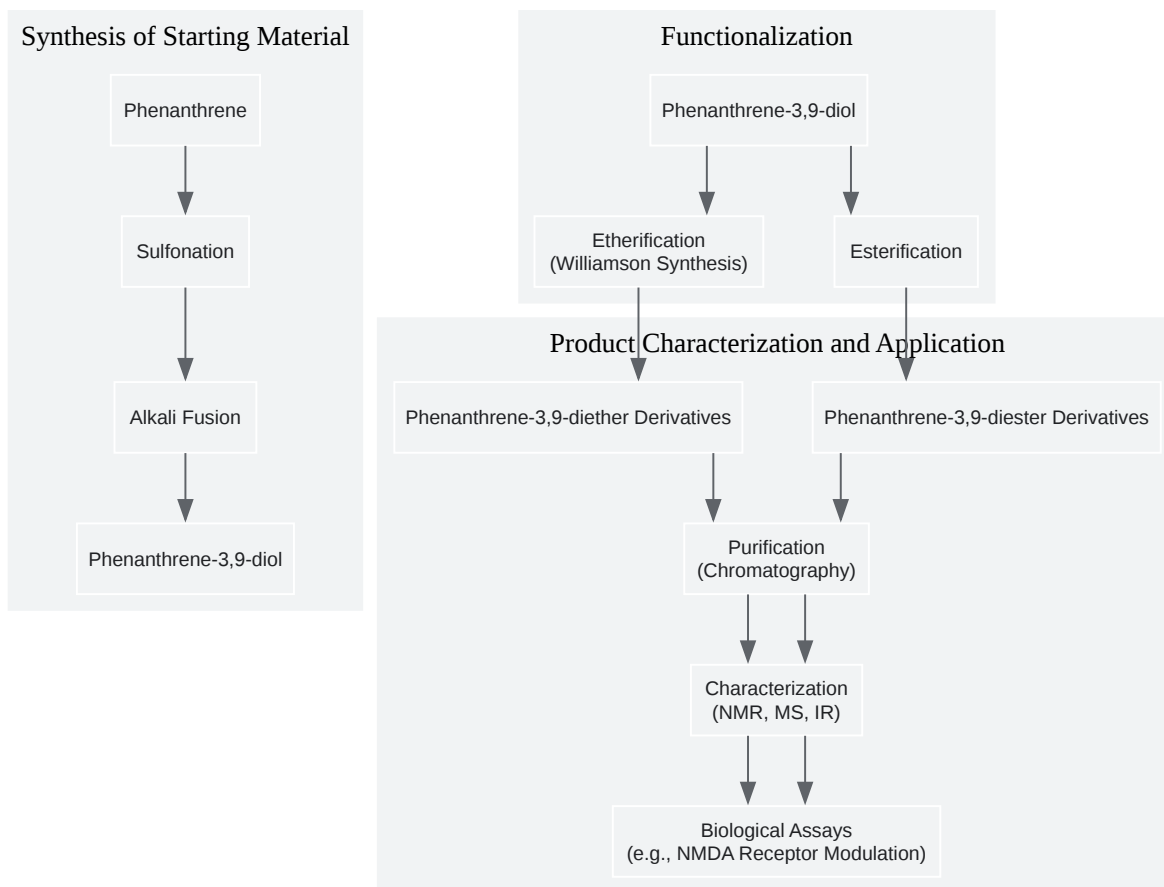 Synthesis of Starting Material
Phenanthrene
Sulfonation
Alkali Fusion
Phenanthrene-3,9-diol
Functionalization
Phenanthrene-3,9-diol
Etherification
(Williamson Synthesis)
Esterification
Product Characterization and Application
Phenanthrene-3,9-diether Derivatives
Phenanthrene-3,9-diester Derivatives
Purification
(Chromatography)
Characterization
(NMR, MS, IR)
Biological Assays
(e.g., NMDA Receptor Modulation)